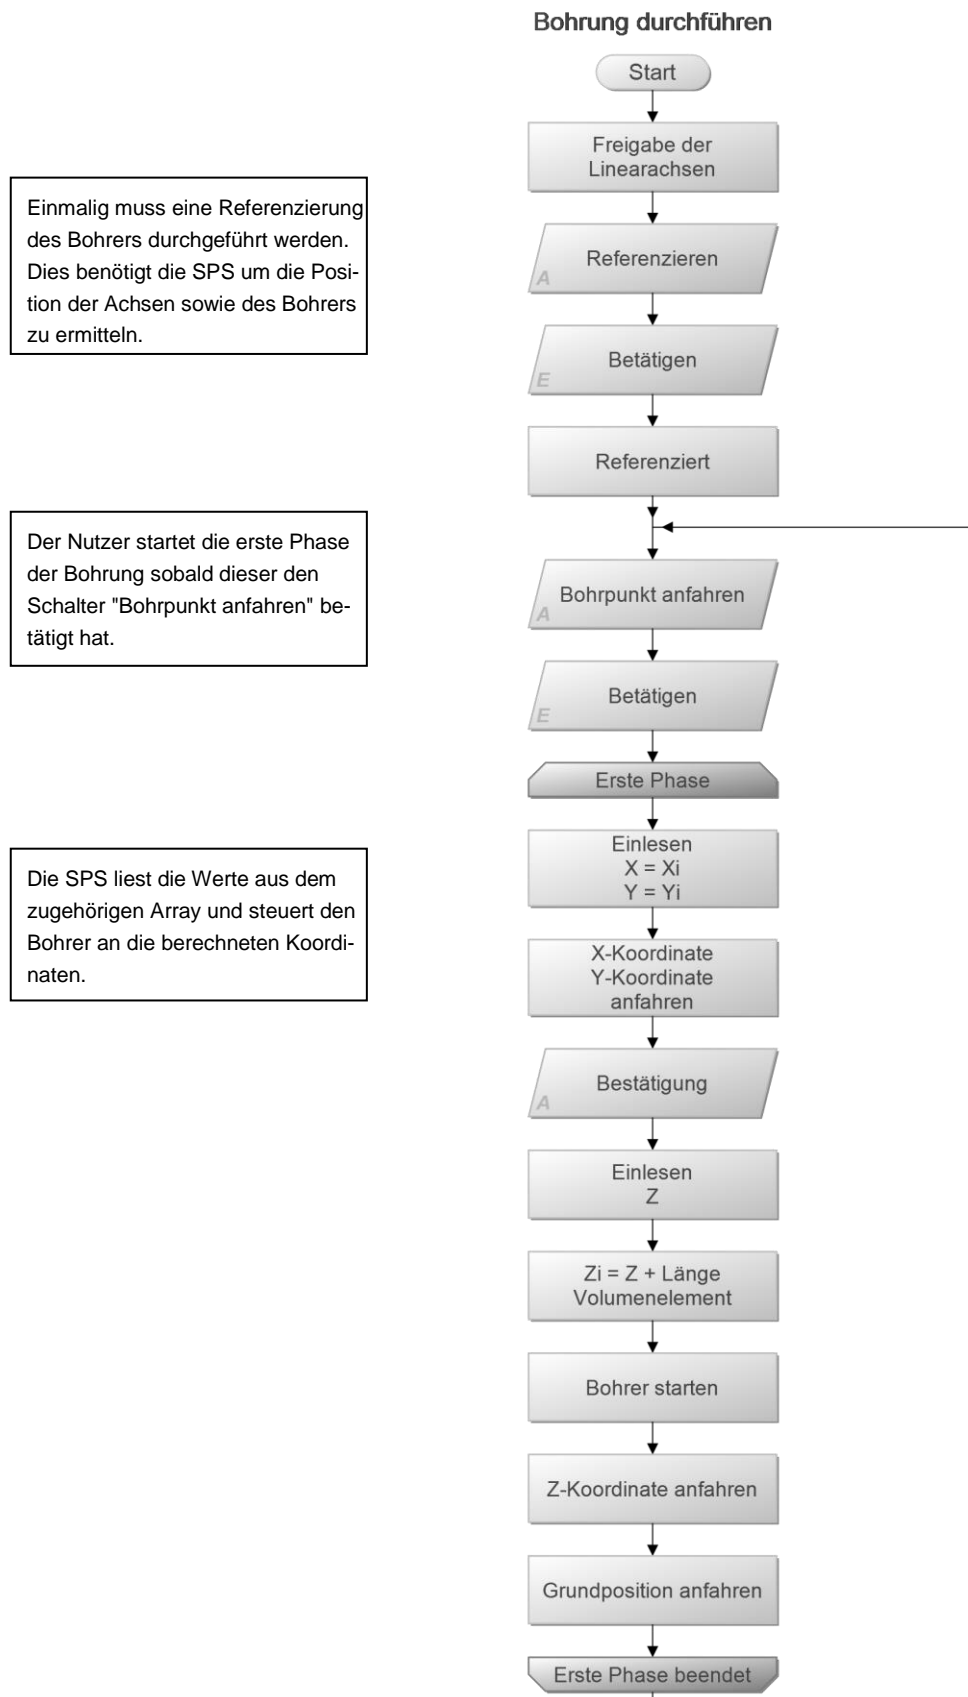 Bohrung durchführen
Start
Freigabe der
Linearachsen
Einmalig muss eine Referenzierung
des Bohrers durchgeführt werden.
Dies benötigt die SPS um die Posi-
tion der Achsen sowie des Bohrers
zu ermitteln.
Referenzieren
A
Betätigen
E
Referenziert
Der Nutzer startet die erste Phase
der Bohrung sobald dieser den
Schalter "Bohrpunkt anfahren" be-
tätigt hat.
Bohrpunkt anfahren
A
Betätigen
E
Erste Phase
Einlesen
X = Xi
Y = Yi
Die SPS liest die Werte aus dem
zugehörigen Array und steuert den
Bohrer an die berechneten Koordi-
naten.
X-Koordinate
Y-Koordinate
anfahren
Bestätigung
A
Einlesen
Z
Zi = Z + Länge
Volumenelement
Bohrer starten
Z-Koordinate anfahren
Grundposition anfahren
Erste Phase beendet